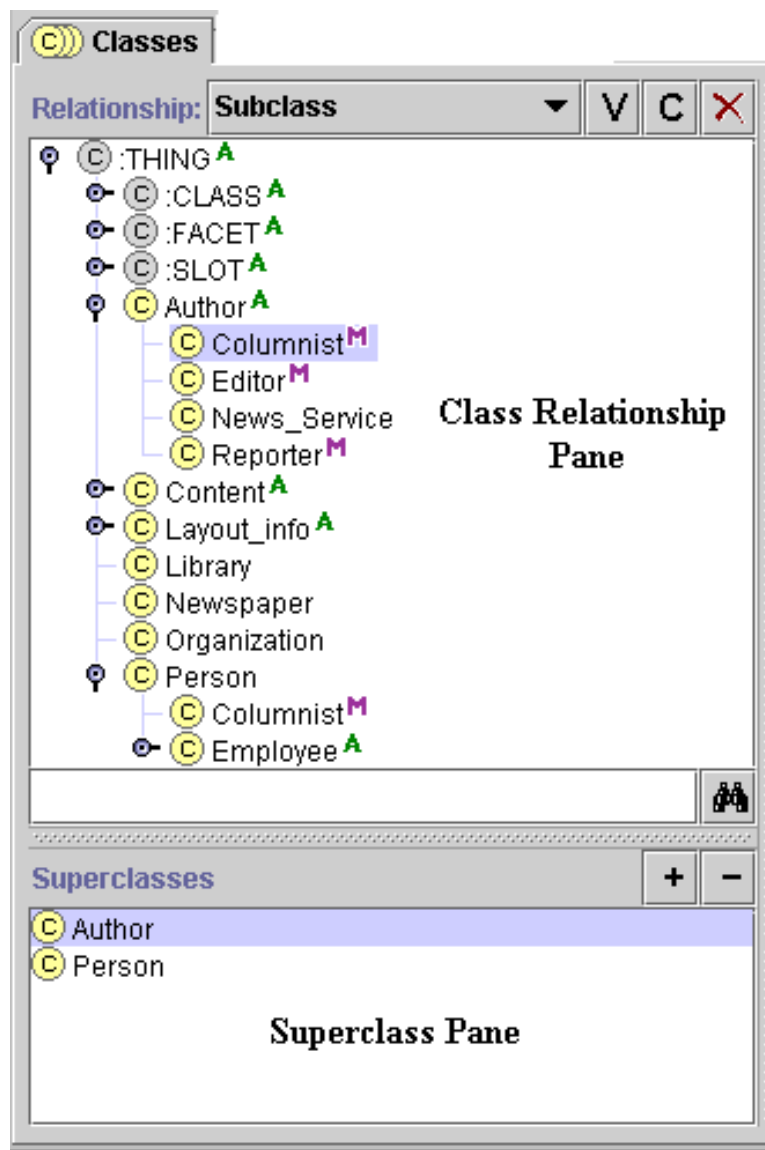 C Classes
Relationship: Subclass V C X
C :THING A
C :CLASS A
C :FACET A
C :SLOT A
C Author A
C Columnist M
C Editor M
C News_Service
C Reporter M
Class Relationship
Pane
C Content A
C Layout_info A
C Library
C Newspaper
C Organization
C Person
C Columnist M
C Employee A
Superclasses + -
C Author
C Person
Superclass Pane